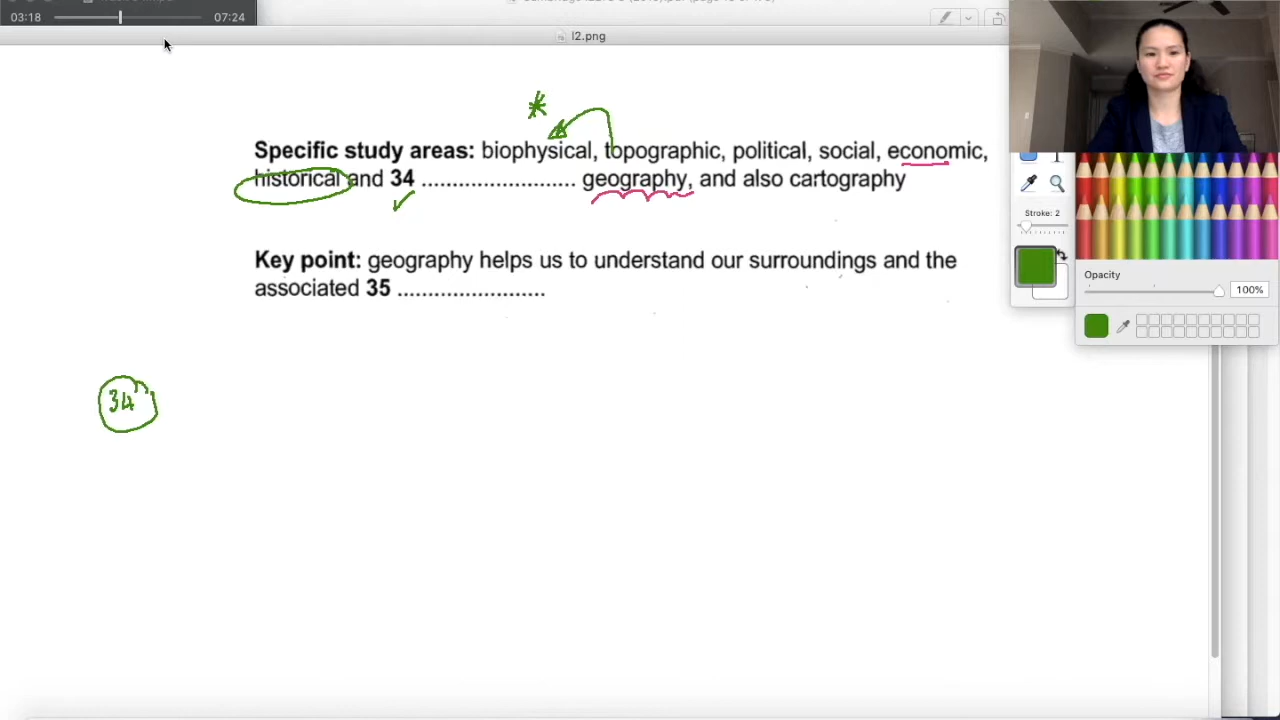 03:18 07:24
l2.png
Specific study areas: biophysical, topographic, political, social, economic,
historical and 34 ......................... geography, and also cartography
Key point: geography helps us to understand our surroundings and the
associated 35 ........................
34
Stroke: 2
Opacity
100%